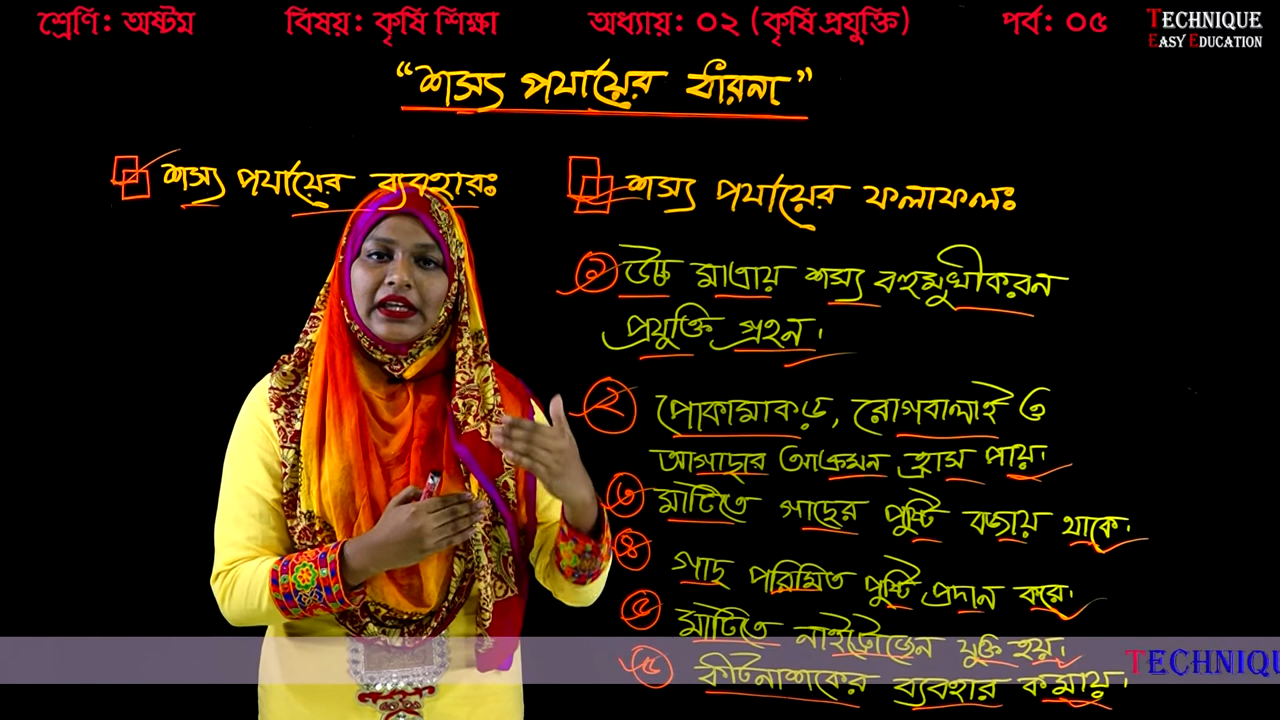 শ্রেণি: অষ্টম
বিষয়: কৃষি শিক্ষা
অধ্যায়: ০২ (কৃষি প্রযুক্তি)
পর্ব: ০৫
TECHNIQUE
EASY EDUCATION
“শস্য পর্যায়ের ধারনা”
শস্য পর্যায়ের ব্যবহারঃ
শস্য পর্যায়ের ফলাফলঃ
১ উচ্চ মাত্রায় শস্য বহুমুখীকরন
প্রযুক্তি গ্রহন।
২ পোকামাকড়, রোগবালাই ও
আগাছার আক্রমন হ্রাস পায়।
৩ মাটিতে গাছের পুষ্টি বজায় থাকে।
৪ গাছ পরিমিত পুষ্টি প্রদান করে।
৫ মাটিতে নাইট্রোজেন যুক্ত হয়।
৬ কীটনাশকের ব্যবহার কমায়।
TECHNIQU